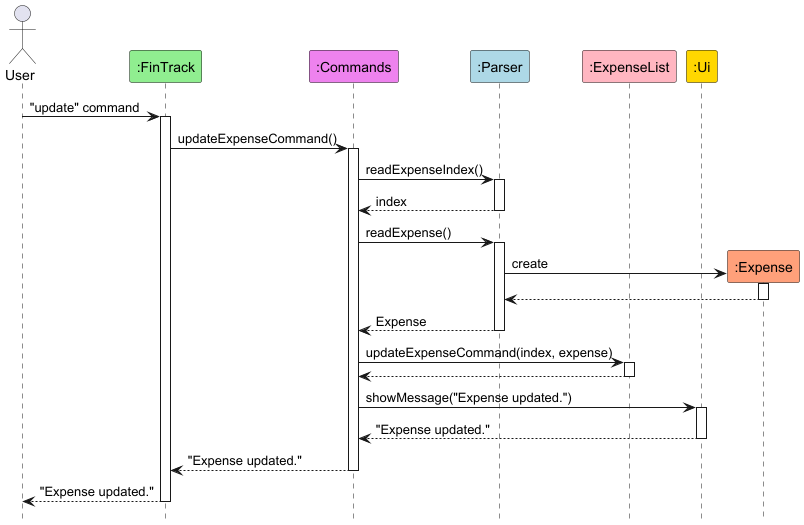 User
:FinTrack
:Commands
:Parser
:ExpenseList
:Ui
"update" command
updateExpenseCommand()
readExpenseIndex()
index
readExpense()
create
:Expense
Expense
updateExpenseCommand(index, expense)
showMessage("Expense updated.")
"Expense updated."
"Expense updated."
"Expense updated."